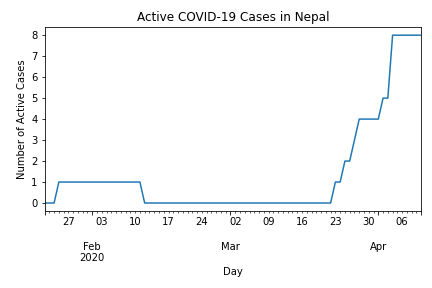 Active COVID-19 Cases in Nepal
Number of Active Cases
8
7
6
5
4
3
2
1
0
27 03 10 17 24 02 09 16 23 30 06
Feb Mar Apr
2020
Day